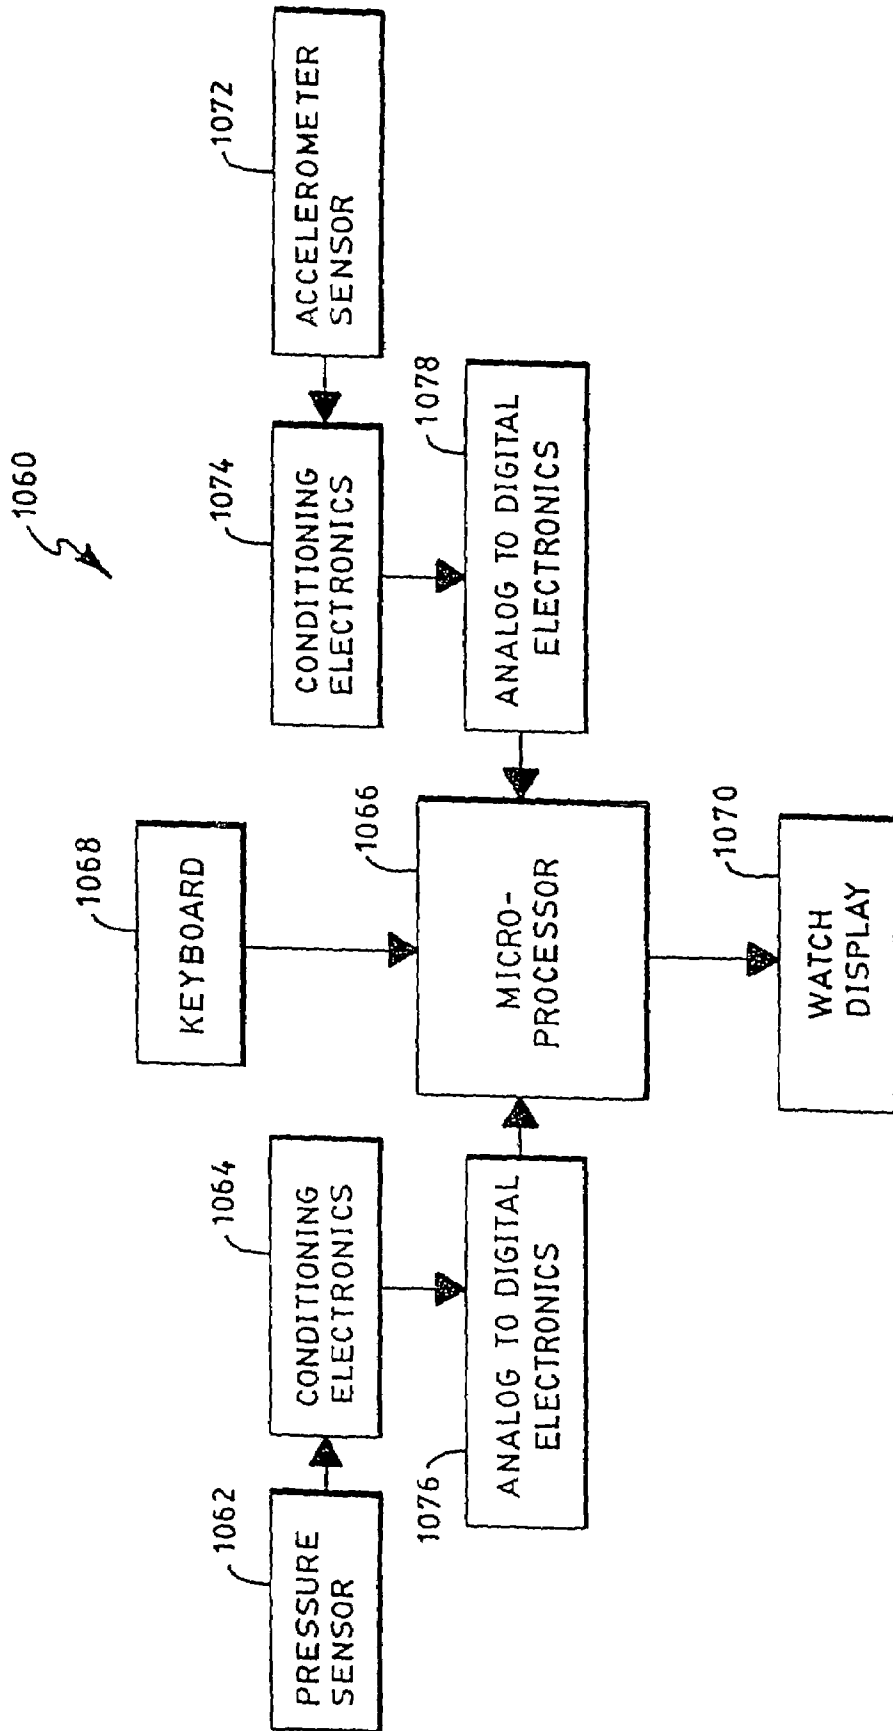 1060
1068
KEYBOARD
1062
PRESSURE
SENSOR
1064
CONDITIONING
ELECTRONICS
1074
CONDITIONING
ELECTRONICS
1072
ACCELEROMETER
SENSOR
1076
ANALOG TO DIGITAL
ELECTRONICS
1066
MICRO-
PROCESSOR
1078
ANALOG TO DIGITAL
ELECTRONICS
1070
WATCH
DISPLAY